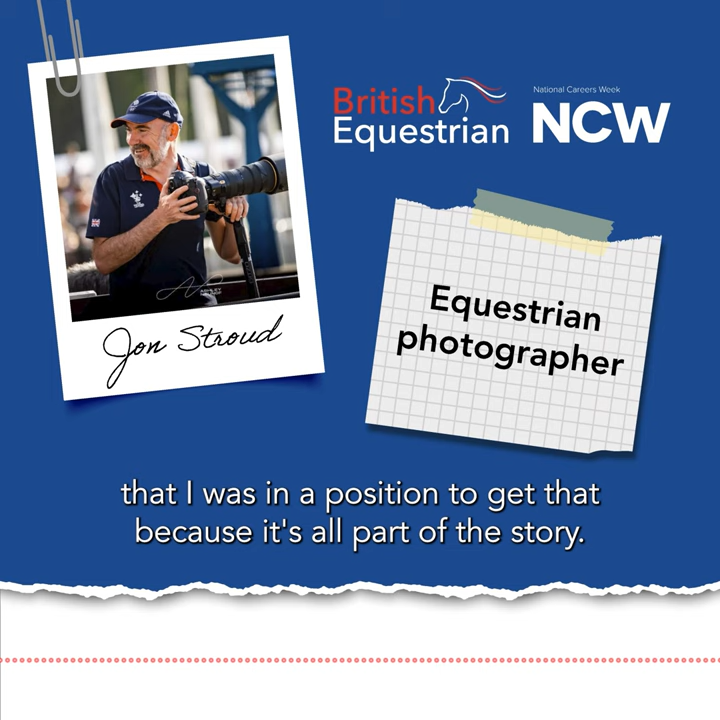 British
Equestrian
National Careers Week
NCW
Jon Stroud
Equestrian
photographer
that I was in a position to get that
because it's all part of the story.